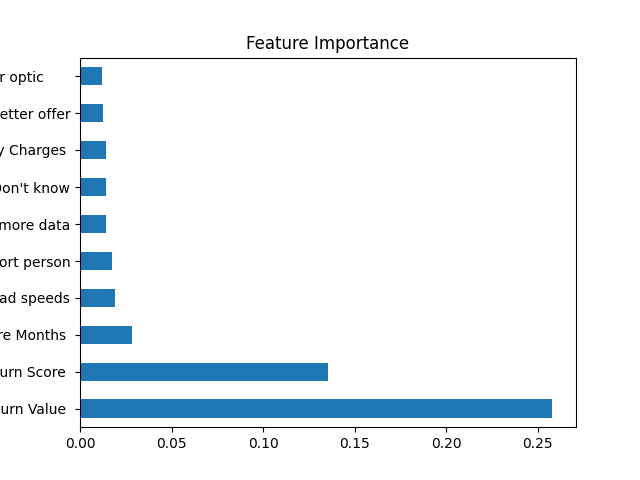 Feature Importance
r optic
etter offer
y Charges
Don't know
more data
ort person
ad speeds
re Months
urn Score
urn Value
0.00 0.05 0.10 0.15 0.20 0.25